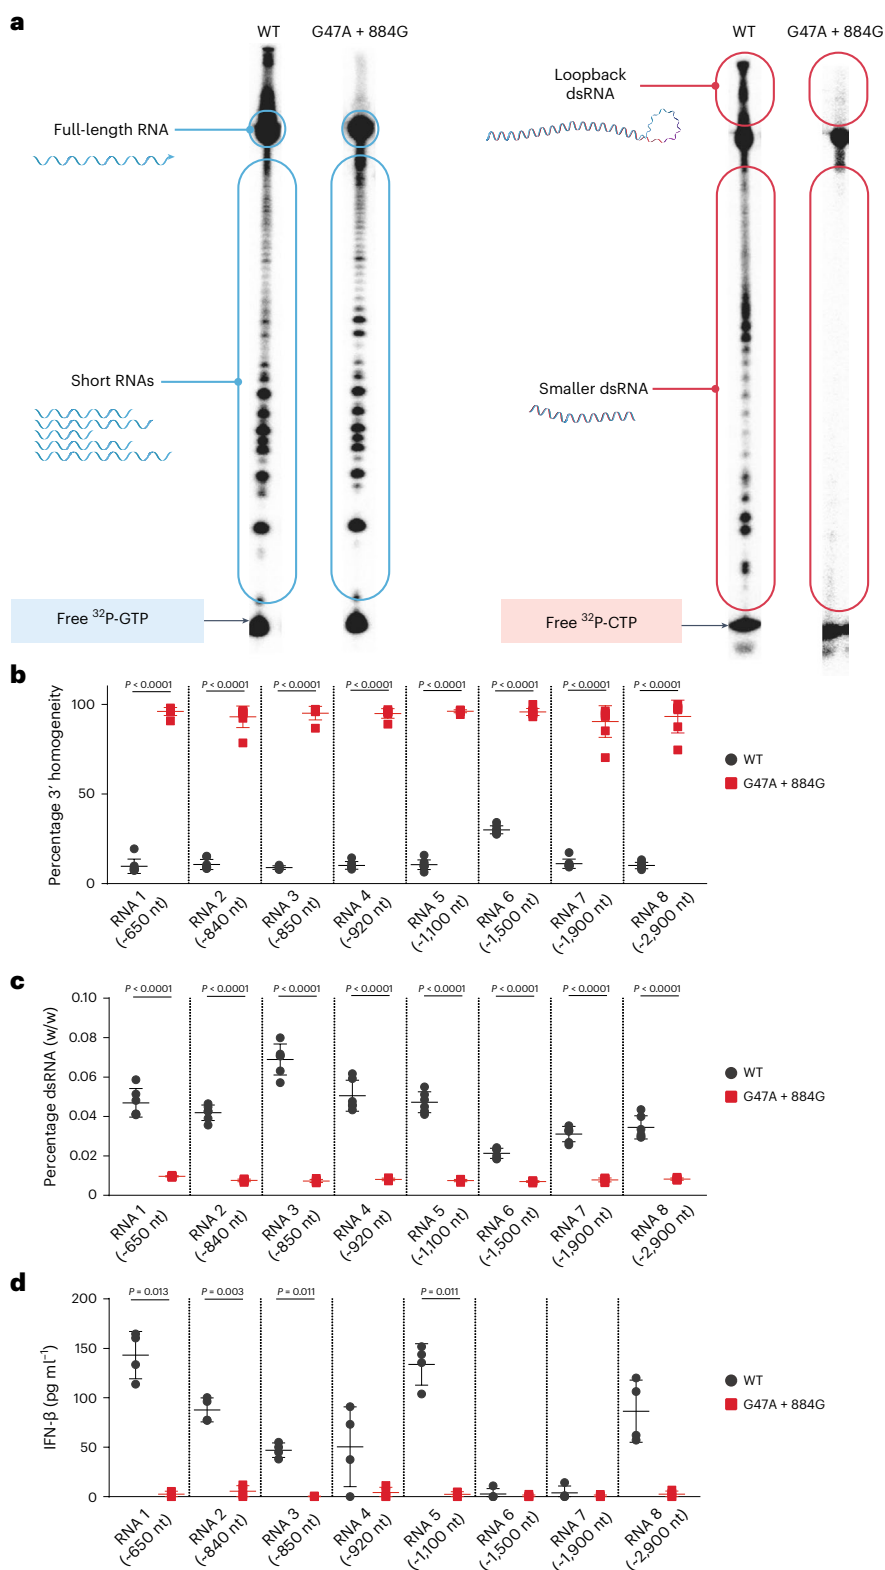 a
WT
G47A + 884G
WT
G47A + 884G
Loopback
dsRNA
Full-length RNA
Short RNAs
Smaller dsRNA
Free ³²P-GTP
Free ³²P-CTP
b
P < 0.0001
P < 0.0001
P < 0.0001
P < 0.0001
P < 0.0001
P < 0.0001
P < 0.0001
P < 0.0001
Percentage 3′ homogeneity
100
50
0
WT
G47A + 884G
RNA 1
(~650 nt)
RNA 2
(~840 nt)
RNA 3
(~850 nt)
RNA 4
(~920 nt)
RNA 5
(~1,100 nt)
RNA 6
(~1,500 nt)
RNA 7
(~1,900 nt)
RNA 8
(~2,900 nt)
c
P < 0.0001
P < 0.0001
P < 0.0001
P < 0.0001
P < 0.0001
P < 0.0001
P < 0.0001
P < 0.0001
Percentage dsRNA (w/w)
0.10
0.08
0.06
0.04
0.02
0
WT
G47A + 884G
RNA 1
(~650 nt)
RNA 2
(~840 nt)
RNA 3
(~850 nt)
RNA 4
(~920 nt)
RNA 5
(~1,100 nt)
RNA 6
(~1,500 nt)
RNA 7
(~1,900 nt)
RNA 8
(~2,900 nt)
d
P = 0.013
P = 0.003
P = 0.011
P = 0.011
IFN-β (pg ml⁻¹)
200
150
100
50
0
WT
G47A + 884G
RNA 1
(~650 nt)
RNA 2
(~840 nt)
RNA 3
(~850 nt)
RNA 4
(~920 nt)
RNA 5
(~1,100 nt)
RNA 6
(~1,500 nt)
RNA 7
(~1,900 nt)
RNA 8
(~2,900 nt)